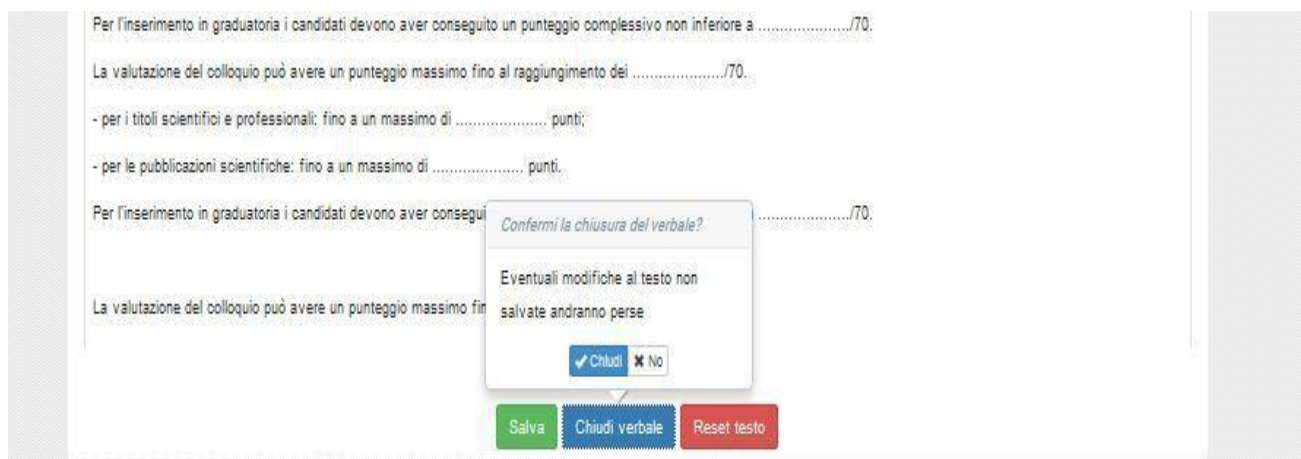 Per l'inserimento in graduatoria i candidati devono aver conseguito un punteggio complessivo non inferiore a ...................../70.
La valutazione del colloquio può avere un punteggio massimo fino al raggiungimento dei ...................../70.
- per i titoli scientifici e professionali: fino a un massimo di ..................... punti;
- per le pubblicazioni scientifiche: fino a un massimo di ..................... punti.
Per l'inserimento in graduatoria i candidati devono aver consegui ...................../70.
Confermi la chiusura del verbale?
Eventuali modifiche al testo non
salvate andranno perse
La valutazione del colloquio può avere un punteggio massimo fin
Chiudi No
Salva Chiudi verbale Reset testo